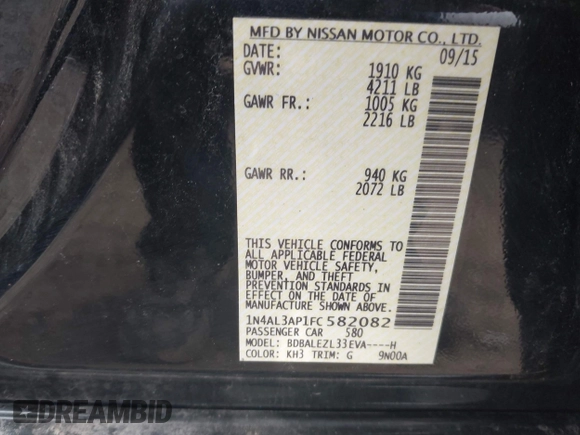 MFD BY NISSAN MOTOR CO., LTD.
DATE: 09/15
GVWR: 1910 KG
4211 LB
GAWR FR.: 1005 KG
2216 LB
GAWR RR.: 940 KG
2072 LB
THIS VEHICLE CONFORMS TO
ALL APPLICABLE FEDERAL
MOTOR VEHICLE SAFETY,
BUMPER, AND THEFT
PREVENTION STANDARDS
IN EFFECT ON THE DATE OF
MANUFACTURE SHOWN ABOVE.
1N4AL3AP1FC582082
PASSENGER CAR 580
MODEL: BDBALEZL33EVA----H
COLOR: KH3 TRIM: G 9N00A
DREAMBID